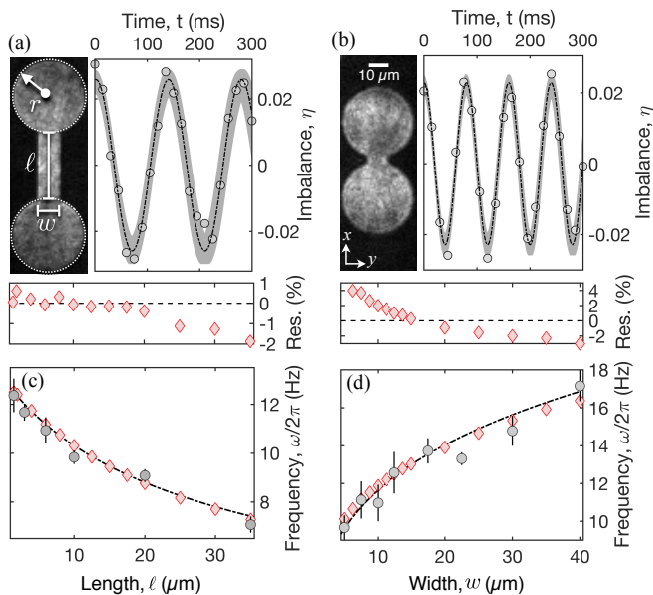 Time, t (ms)
Time, t (ms)
(a)
0
100
200
300
(b)
0
100
200
300
r
ℓ
w
0.02
0
-0.02
Imbalance, η
10 µm
x
y
0.02
0
-0.02
Imbalance, η
1
0
-1
-2
Res. (%)
4
2
0
-2
Res. (%)
(c)
12
10
8
Frequency, ω/2π (Hz)
10
20
30
Length, ℓ (µm)
(d)
18
16
14
12
10
Frequency, ω/2π (Hz)
10
20
30
40
Width, w (µm)